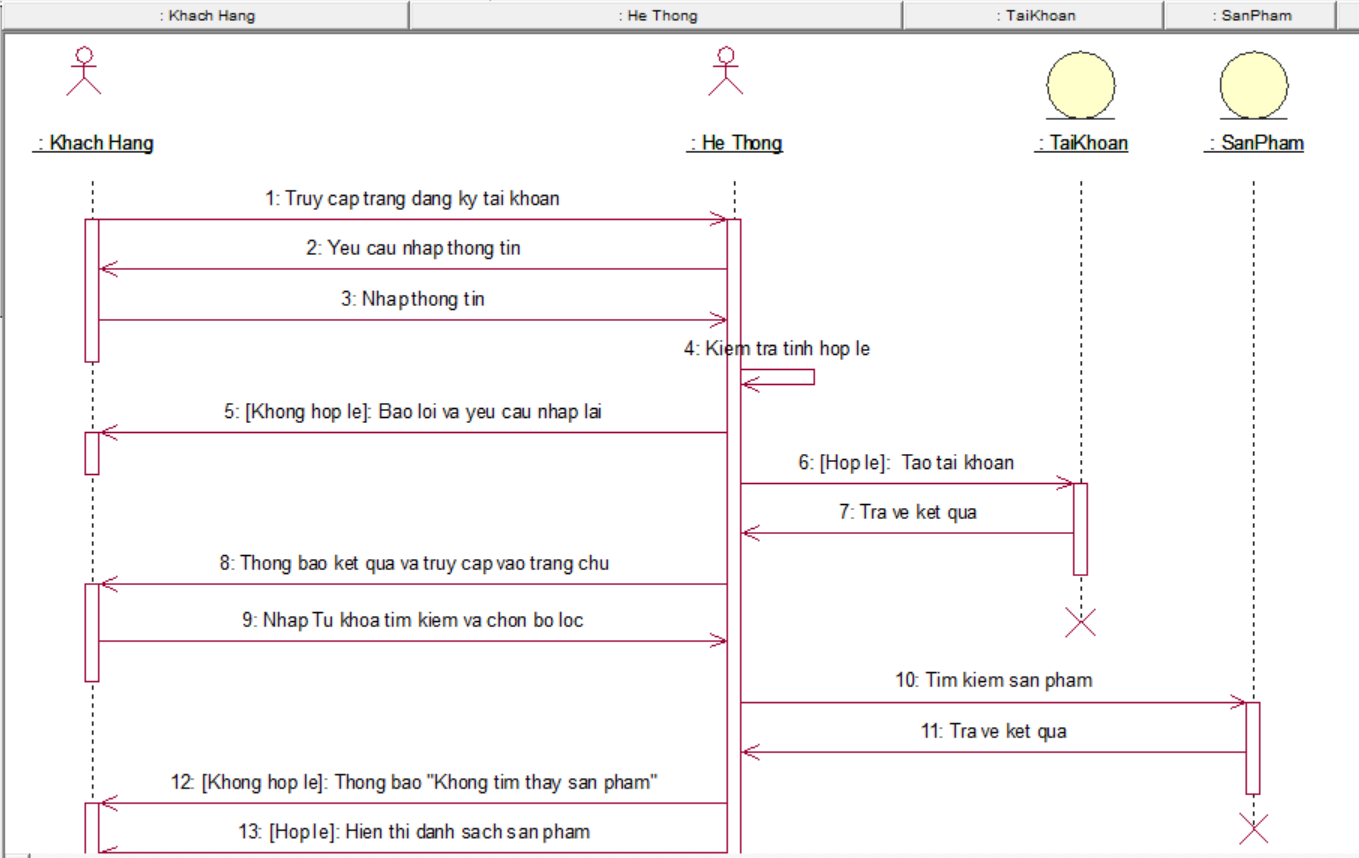 : Khach Hang
: He Thong
: TaiKhoan
: SanPham
: Khach Hang
: He Thong
: TaiKhoan
: SanPham
1: Truy cap trang dang ky tai khoan
2: Yeu cau nhap thong tin
3: Nhap thong tin
4: Kiem tra tinh hop le
5: [Khong hop le]: Bao loi va yeu cau nhap lai
6: [Hop le]: Tao tai khoan
7: Tra ve ket qua
8: Thong bao ket qua va truy cap vao trang chu
9: Nhap Tu khoa tim kiem va chon bo loc
10: Tim kiem san pham
11: Tra ve ket qua
12: [Khong hop le]: Thong bao "Khong tim thay san pham"
13: [Hop le]: Hien thi danh sach san pham